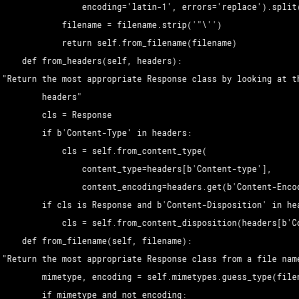 encoding='latin-1', errors='replace').split(
filename = filename.strip('"\'')
return self.from_filename(filename)
def from_headers(self, headers):
"Return the most appropriate Response class by looking at th
headers"
cls = Response
if b'Content-Type' in headers:
cls = self.from_content_type(
content_type=headers[b'Content-type'],
content_encoding=headers.get(b'Content-Encod
if cls is Response and b'Content-Disposition' in hea
cls = self.from_content_disposition(headers[b'Co
def from_filename(self, filename):
"Return the most appropriate Response class from a file name
mimetype, encoding = self.mimetypes.guess_type(filen
if mimetype and not encoding: